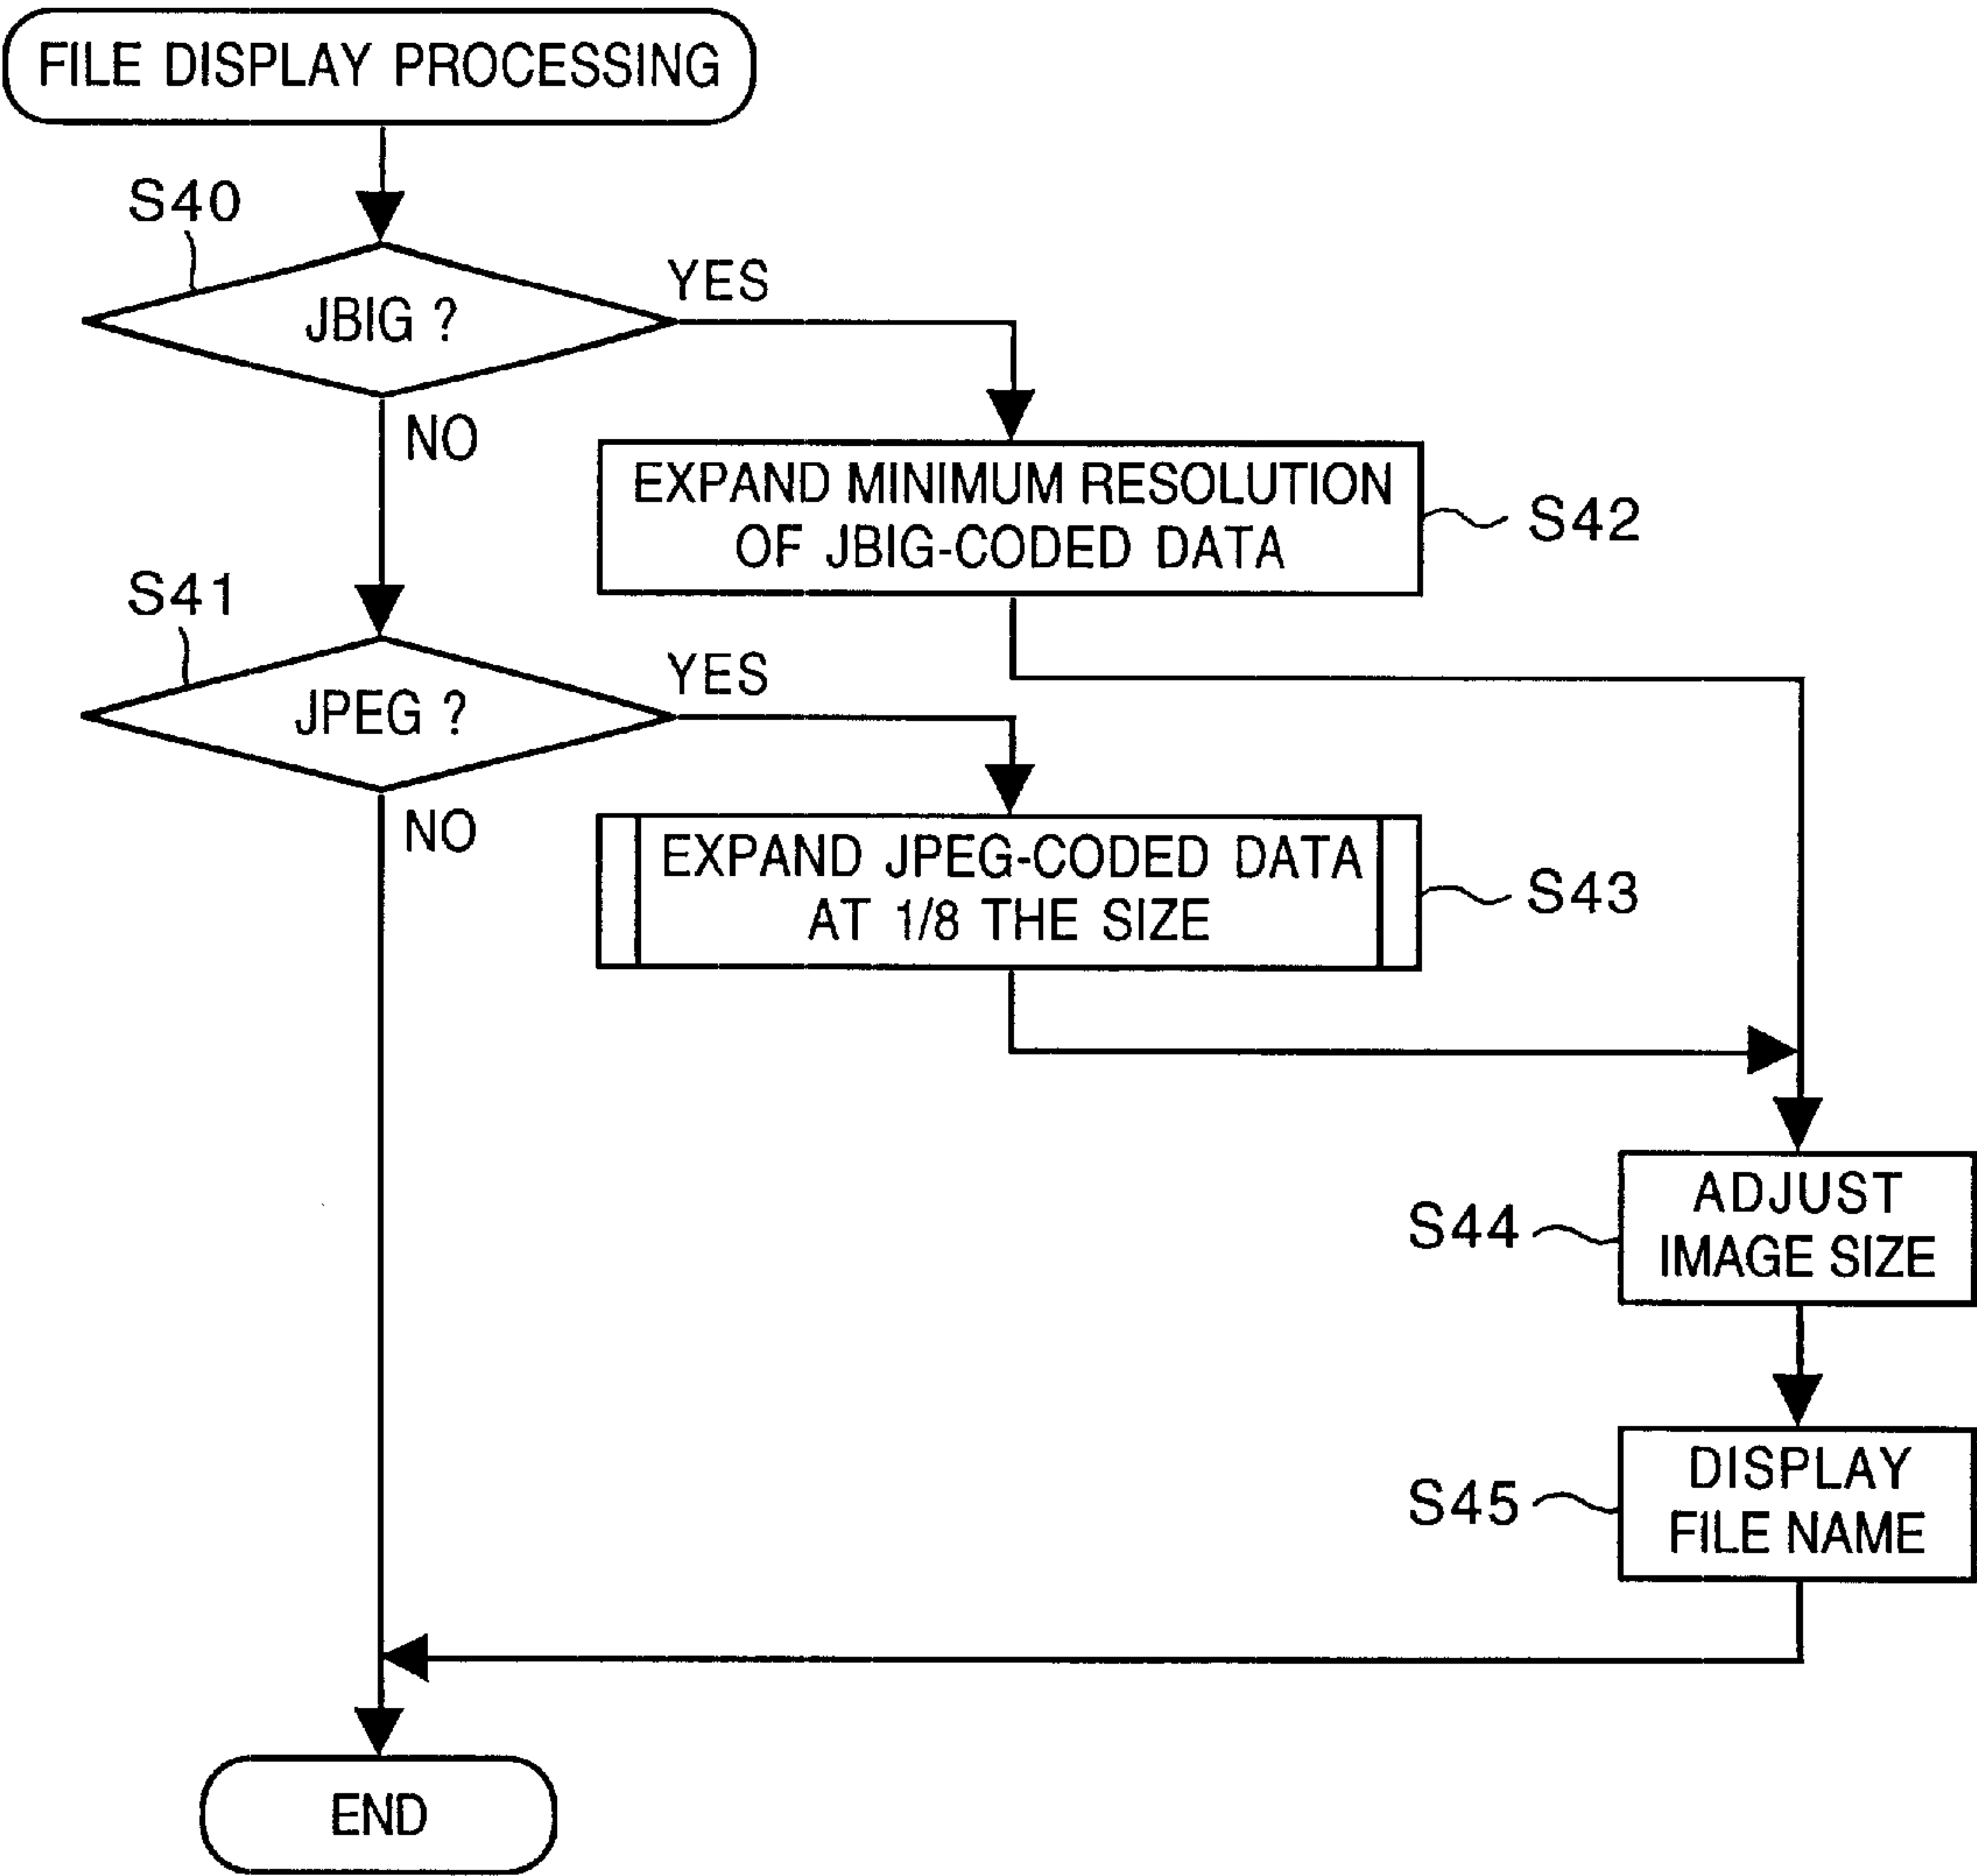 FILE DISPLAY PROCESSING
S40
JBIG ?
YES
NO
EXPAND MINIMUM RESOLUTION
OF JBIG-CODED DATA
S42
S41
JPEG ?
YES
NO
EXPAND JPEG-CODED DATA
AT 1/8 THE SIZE
S43
S44
ADJUST
IMAGE SIZE
S45
DISPLAY
FILE NAME
END